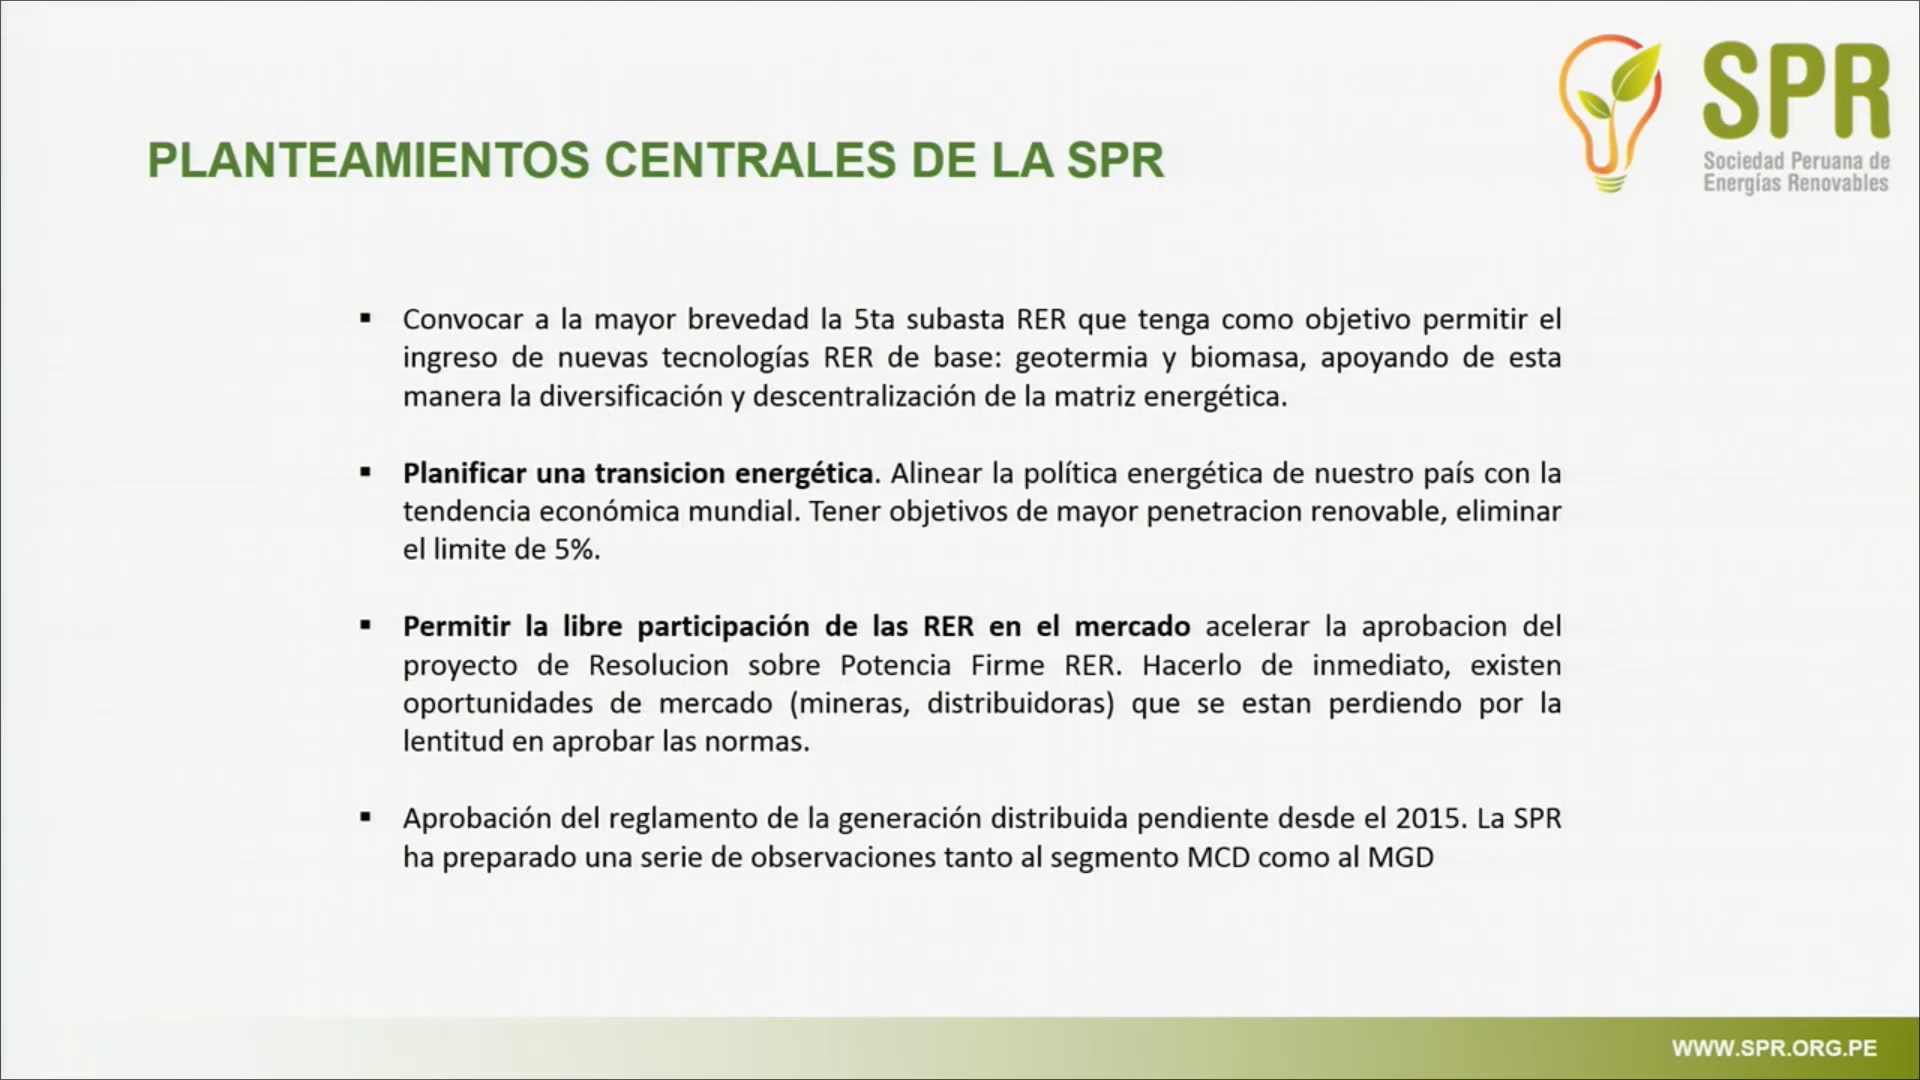 SPR
Sociedad Peruana de
Energías Renovables
PLANTEAMIENTOS CENTRALES DE LA SPR
▪ Convocar a la mayor brevedad la 5ta subasta RER que tenga como objetivo permitir el
ingreso de nuevas tecnologías RER de base: geotermia y biomasa, apoyando de esta
manera la diversificación y descentralización de la matriz energética.
▪ Planificar una transicion energética. Alinear la política energética de nuestro país con la
tendencia económica mundial. Tener objetivos de mayor penetracion renovable, eliminar
el limite de 5%.
▪ Permitir la libre participación de las RER en el mercado acelerar la aprobacion del
proyecto de Resolucion sobre Potencia Firme RER. Hacerlo de inmediato, existen
oportunidades de mercado (mineras, distribuidoras) que se estan perdiendo por la
lentitud en aprobar las normas.
▪ Aprobación del reglamento de la generación distribuida pendiente desde el 2015. La SPR
ha preparado una serie de observaciones tanto al segmento MCD como al MGD
WWW.SPR.ORG.PE